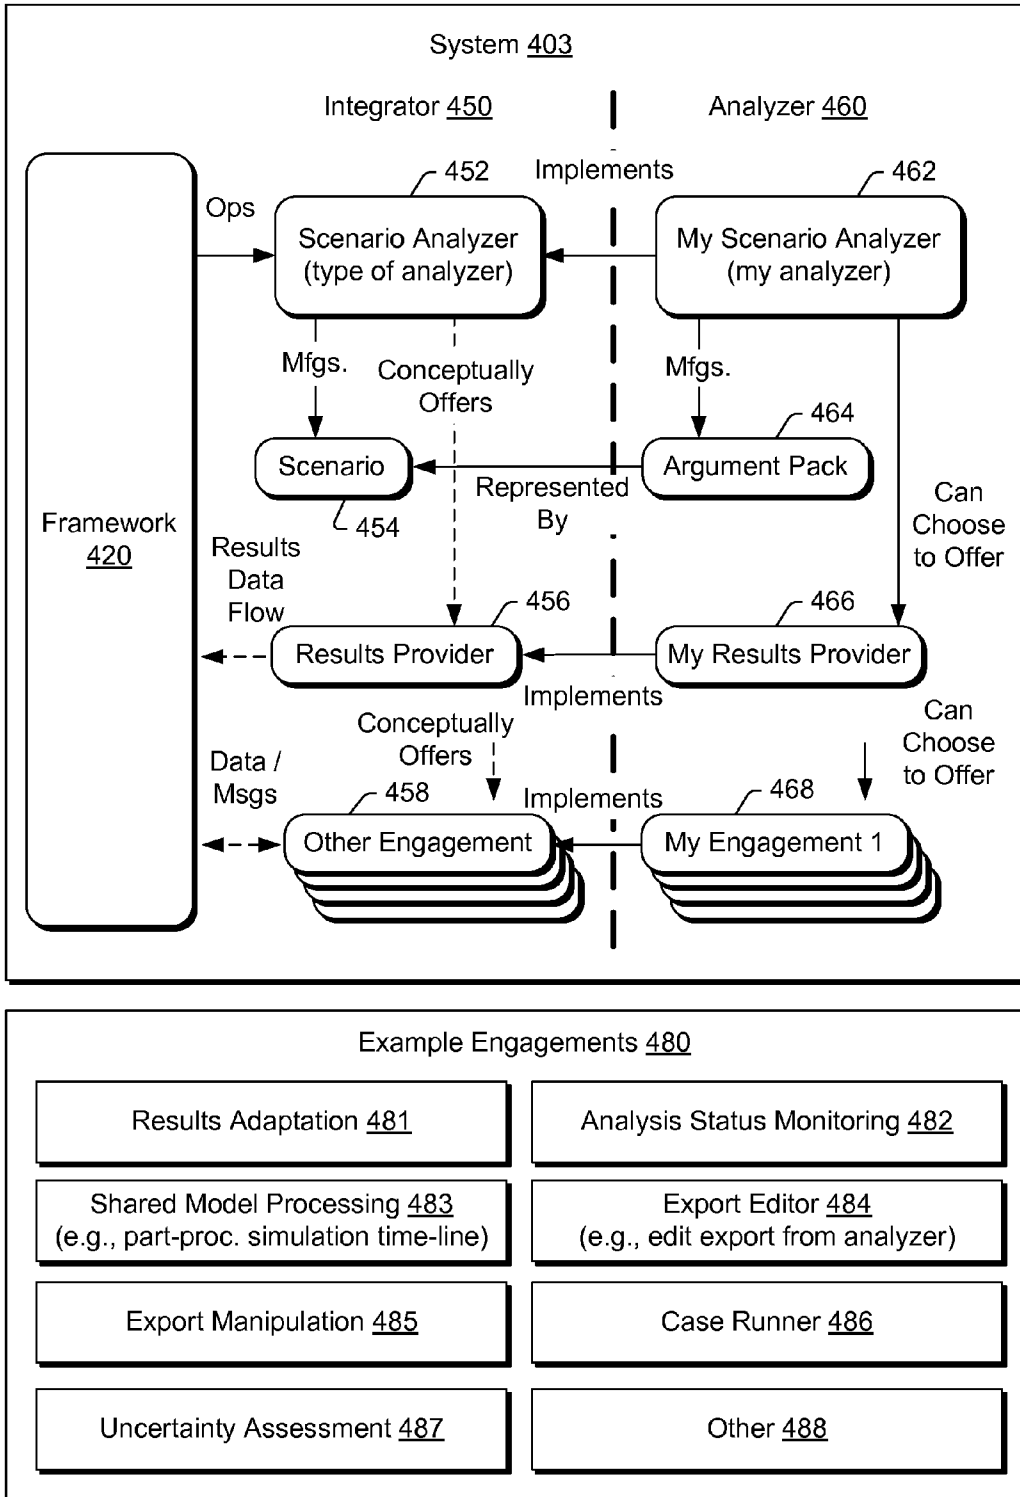 System 403
Integrator 450
Analyzer 460
Implements
452
462
Ops
Scenario Analyzer
(type of analyzer)
My Scenario Analyzer
(my analyzer)
Mfgs.
Conceptually
Offers
Mfgs.
464
Scenario
Argument Pack
Represented
By
454
Can
Choose
to Offer
Framework
420
Results
Data
Flow
456
466
Results Provider
My Results Provider
Implements
Conceptually
Offers
Can
Choose
to Offer
Data /
Msgs
458
Implements
468
Other Engagement
My Engagement 1
Example Engagements 480
Results Adaptation 481
Analysis Status Monitoring 482
Shared Model Processing 483
(e.g., part-proc. simulation time-line)
Export Editor 484
(e.g., edit export from analyzer)
Export Manipulation 485
Case Runner 486
Uncertainty Assessment 487
Other 488